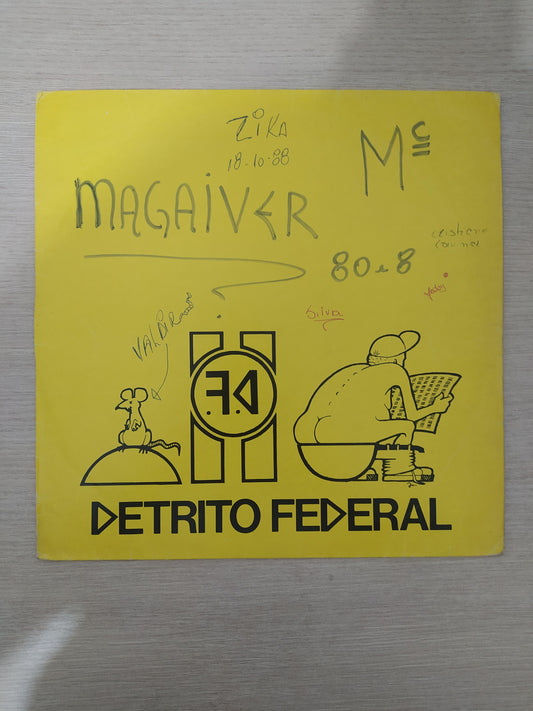 ZiKA
18-10-88
Mc
MAGAIVER
80 e 8
Silva
VALDIR
D.F.
DETRITO FEDERAL